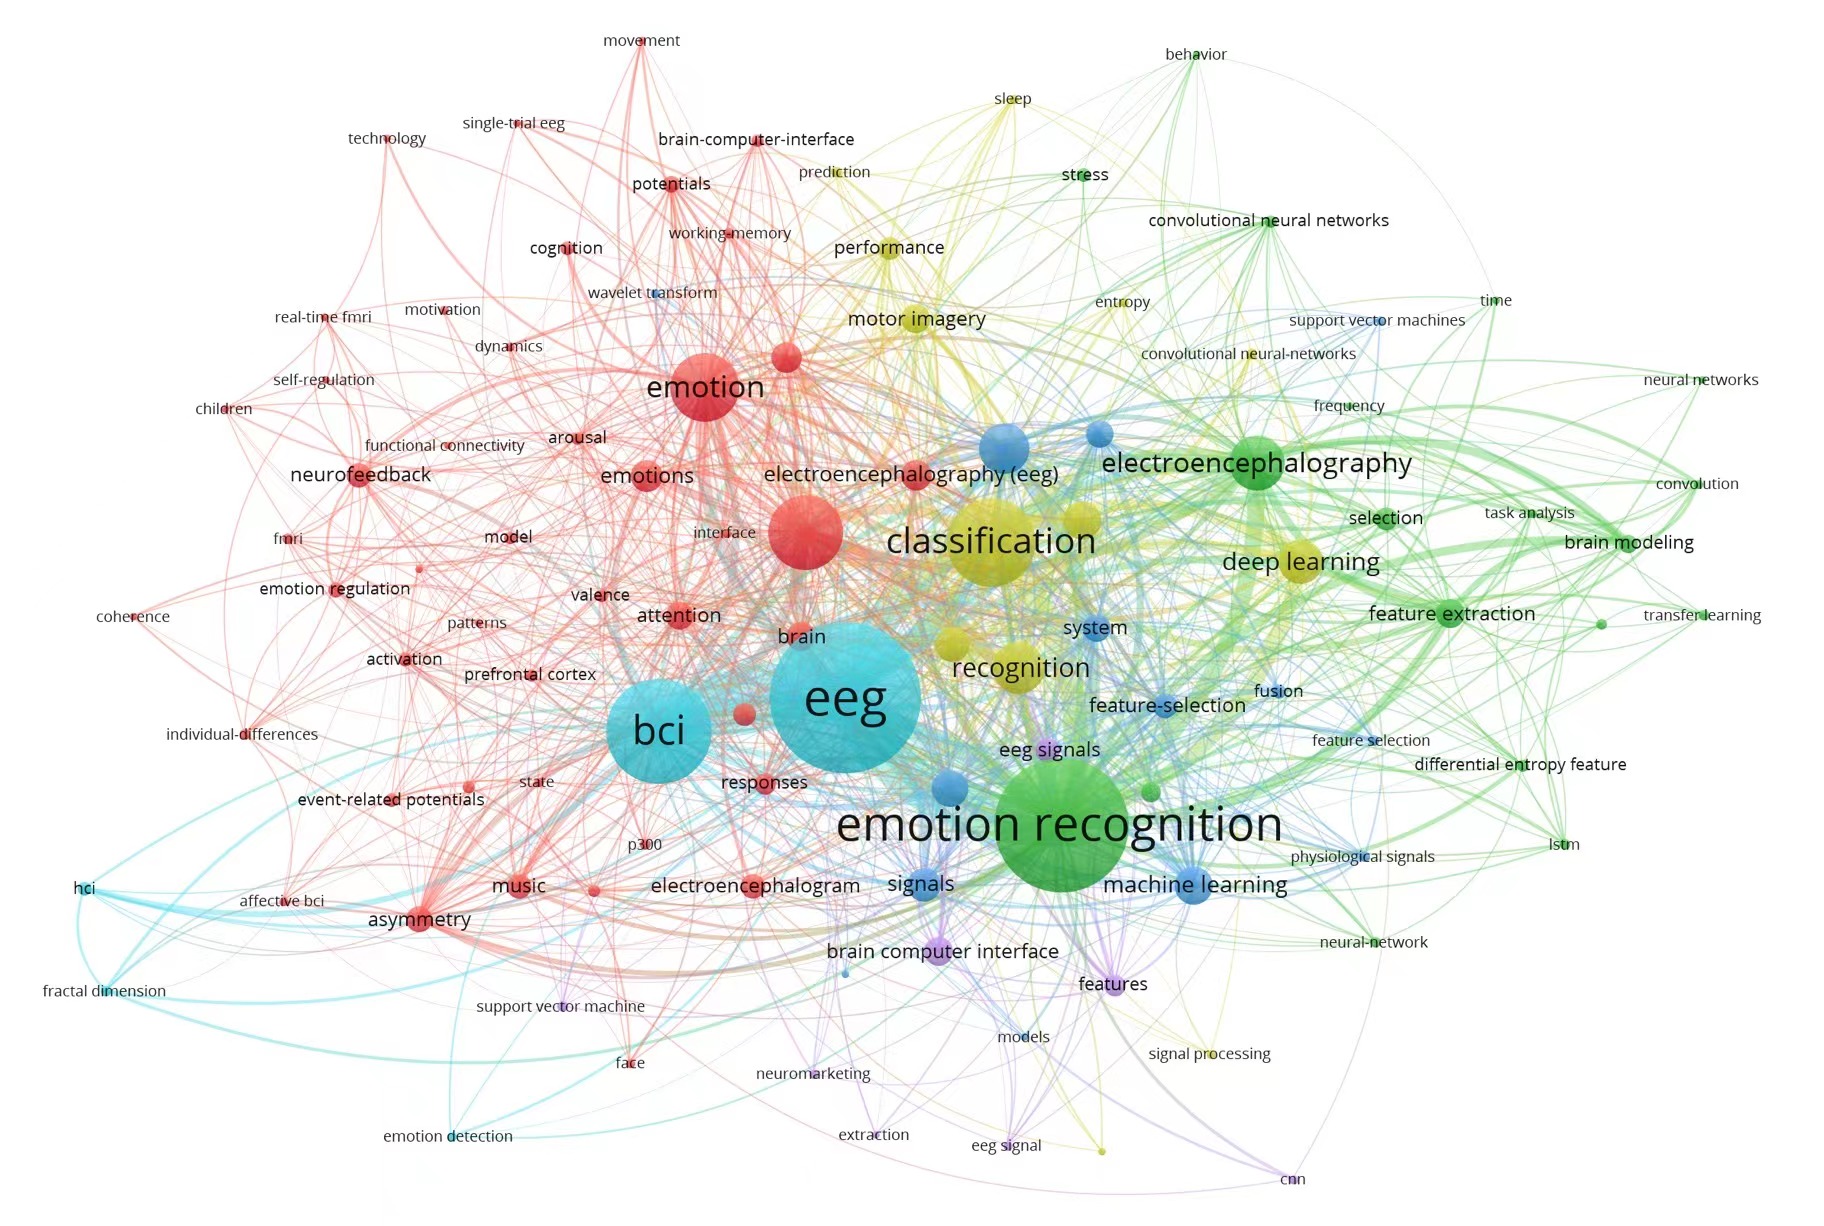 movement
behavior
sleep
single-trial eeg
technology
brain-computer-interface
prediction
stress
potentials
convolutional neural networks
working-memory
cognition
performance
wavelet transform
time
entropy
motivation
real-time fmri
motor imagery
support vector machines
dynamics
convolutional neural-networks
self-regulation
neural networks
emotion
frequency
children
arousal
functional connectivity
electroencephalography
neurofeedback
emotions
electroencephalography (eeg)
convolution
task analysis
selection
interface
model
fmri
classification
brain modeling
deep learning
emotion regulation
valence
feature extraction
attention
transfer learning
coherence
patterns
system
brain
activation
recognition
prefrontal cortex
fusion
eeg
feature-selection
bci
individual-differences
feature selection
eeg signals
differential entropy feature
state
responses
event-related potentials
emotion recognition
p300
lstm
physiological signals
hci
music
electroencephalogram
signals
machine learning
affective bci
asymmetry
neural-network
brain computer interface
features
fractal dimension
support vector machine
models
signal processing
face
neuromarketing
extraction
emotion detection
eeg signal
cnn